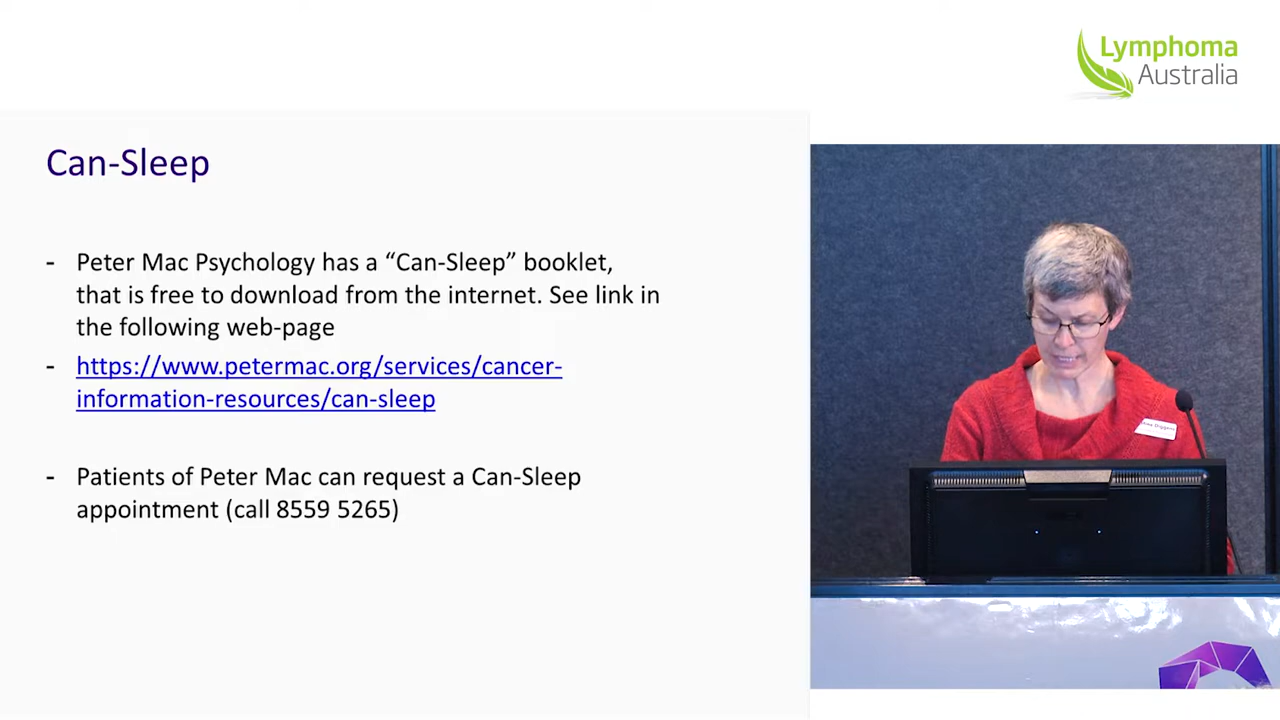 Lymphoma
Australia
Can-Sleep
- Peter Mac Psychology has a “Can-Sleep” booklet,
that is free to download from the internet. See link in
the following web-page
- https://www.petermac.org/services/cancer-
information-resources/can-sleep
- Patients of Peter Mac can request a Can-Sleep
appointment (call 8559 5265)